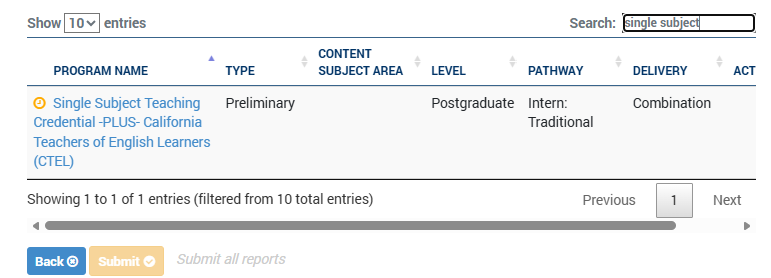 Show 10 entries Search: single subject
CONTENT
PROGRAM NAME TYPE SUBJECT AREA LEVEL PATHWAY DELIVERY ACT
Single Subject Teaching Preliminary Postgraduate Intern: Combination
Credential -PLUS- California Traditional
Teachers of English Learners
(CTEL)
Showing 1 to 1 of 1 entries (filtered from 10 total entries) Previous 1 Next
Back Submit Submit all reports